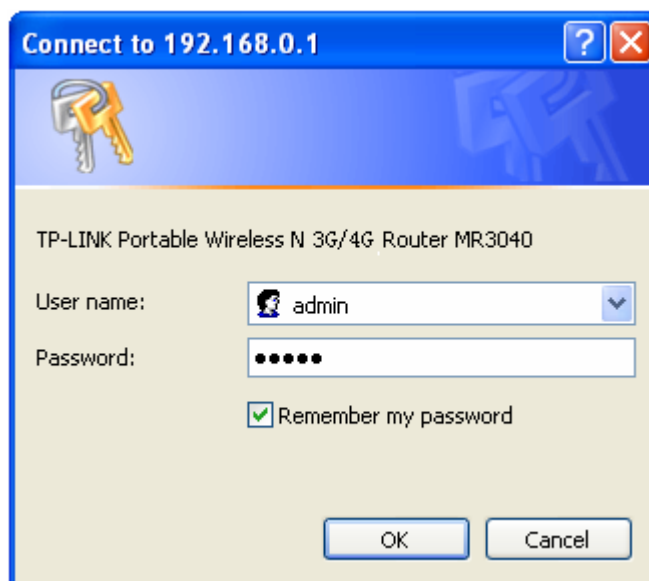 Connect to 192.168.0.1
TP-LINK Portable Wireless N 3G/4G Router MR3040
User name: admin
Password: •••••
Remember my password
OK Cancel